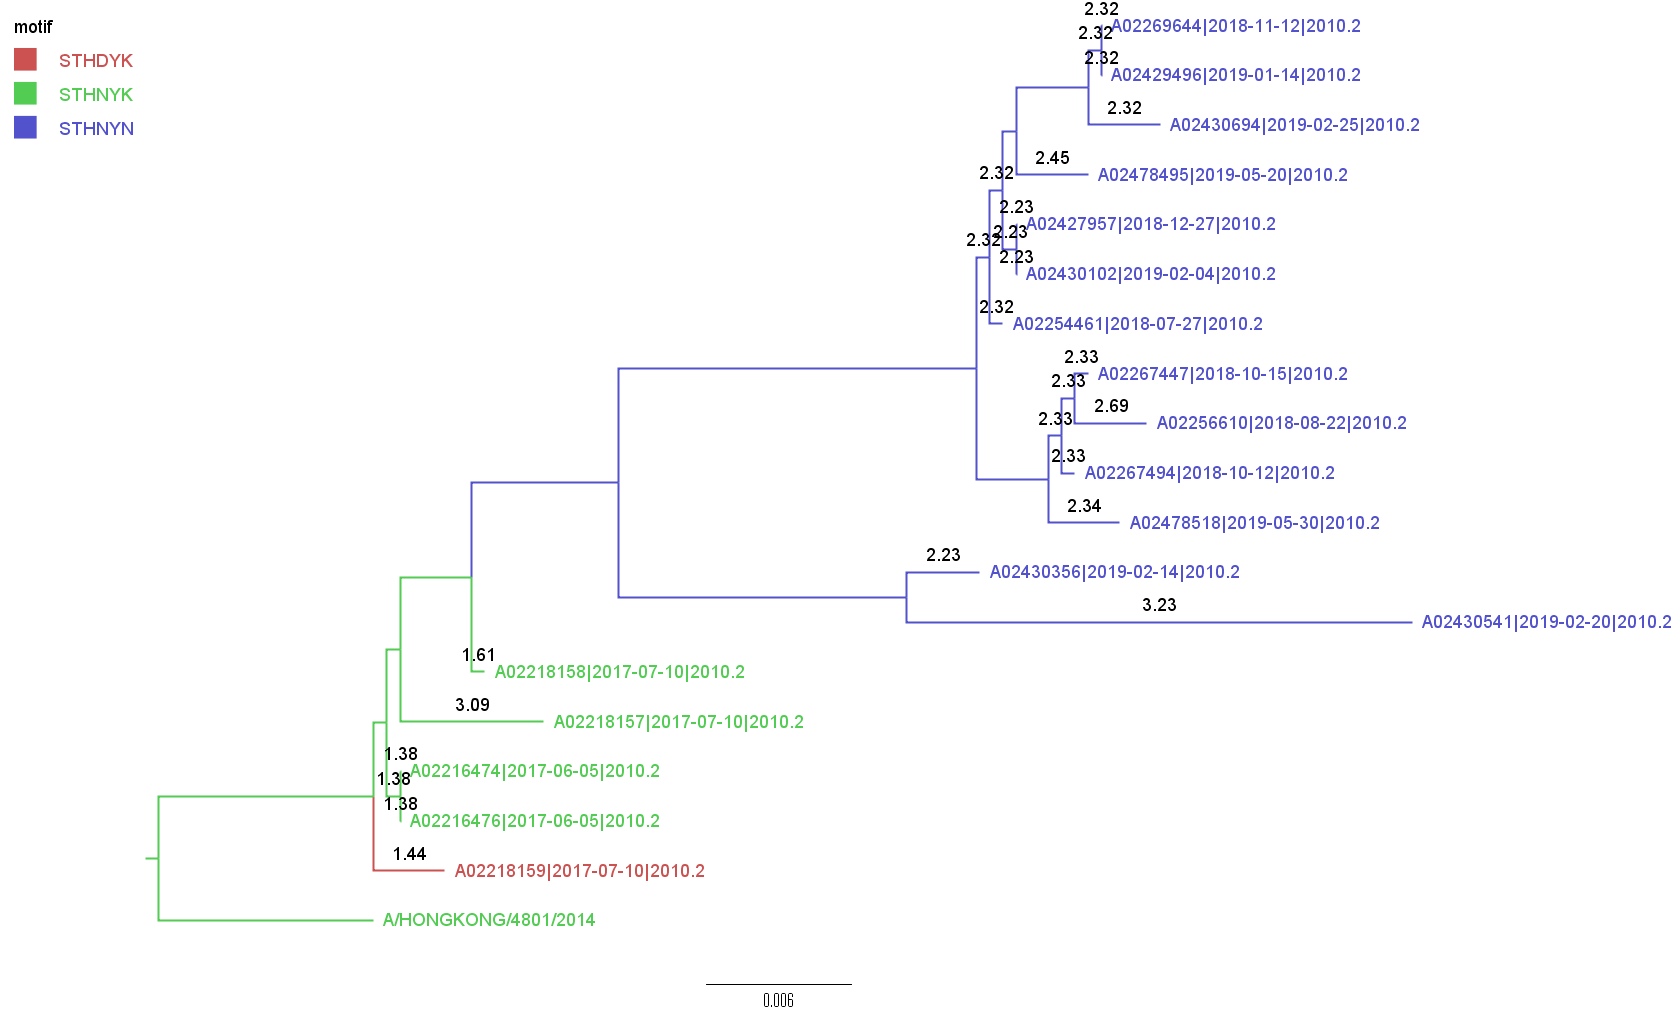 motif
STHDYK
STHNYK
STHNYN
2.32
A02269644|2018-11-12|2010.2
2.32
2.32
A02429496|2019-01-14|2010.2
2.32
A02430694|2019-02-25|2010.2
2.45
A02478495|2019-05-20|2010.2
2.32
2.23
A02427957|2018-12-27|2010.2
2.23
2.32
2.23
A02430102|2019-02-04|2010.2
2.32
A02254461|2018-07-27|2010.2
2.33
A02267447|2018-10-15|2010.2
2.33
2.69
A02256610|2018-08-22|2010.2
2.33
2.33
A02267494|2018-10-12|2010.2
2.34
A02478518|2019-05-30|2010.2
2.23
A02430356|2019-02-14|2010.2
3.23
A02430541|2019-02-20|2010.2
1.61
A02218158|2017-07-10|2010.2
3.09
A02218157|2017-07-10|2010.2
1.38
A02216474|2017-06-05|2010.2
1.38
1.38
A02216476|2017-06-05|2010.2
1.44
A02218159|2017-07-10|2010.2
A/HONGKONG/4801/2014
0.006